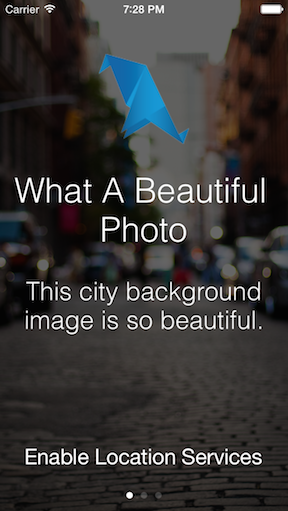 Carrier 7:28 PM
What A Beautiful
Photo
This city background
image is so beautiful.
Enable Location Services